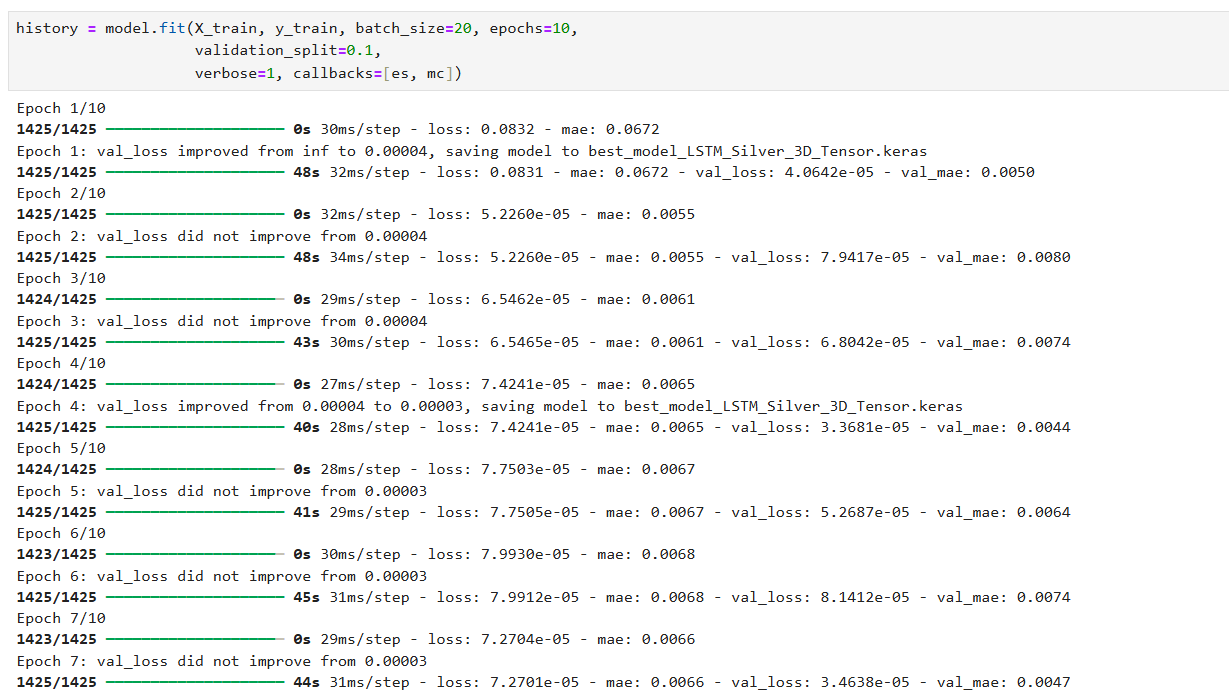 history = model.fit(X_train, y_train, batch_size=20, epochs=10,
validation_split=0.1,
verbose=1, callbacks=[es, mc])
Epoch 1/10
1425/1425 0s 30ms/step - loss: 0.0832 - mae: 0.0672
Epoch 1: val_loss improved from inf to 0.00004, saving model to best_model_LSTM_Silver_3D_Tensor.keras
1425/1425 48s 32ms/step - loss: 0.0831 - mae: 0.0672 - val_loss: 4.0642e-05 - val_mae: 0.0050
Epoch 2/10
1425/1425 0s 32ms/step - loss: 5.2260e-05 - mae: 0.0055
Epoch 2: val_loss did not improve from 0.00004
1425/1425 48s 34ms/step - loss: 5.2260e-05 - mae: 0.0055 - val_loss: 7.9417e-05 - val_mae: 0.0080
Epoch 3/10
1424/1425 0s 29ms/step - loss: 6.5462e-05 - mae: 0.0061
Epoch 3: val_loss did not improve from 0.00004
1425/1425 43s 30ms/step - loss: 6.5465e-05 - mae: 0.0061 - val_loss: 6.8042e-05 - val_mae: 0.0074
Epoch 4/10
1424/1425 0s 27ms/step - loss: 7.4241e-05 - mae: 0.0065
Epoch 4: val_loss improved from 0.00004 to 0.00003, saving model to best_model_LSTM_Silver_3D_Tensor.keras
1425/1425 40s 28ms/step - loss: 7.4241e-05 - mae: 0.0065 - val_loss: 3.3681e-05 - val_mae: 0.0044
Epoch 5/10
1424/1425 0s 28ms/step - loss: 7.7503e-05 - mae: 0.0067
Epoch 5: val_loss did not improve from 0.00003
1425/1425 41s 29ms/step - loss: 7.7505e-05 - mae: 0.0067 - val_loss: 5.2687e-05 - val_mae: 0.0064
Epoch 6/10
1423/1425 0s 30ms/step - loss: 7.9930e-05 - mae: 0.0068
Epoch 6: val_loss did not improve from 0.00003
1425/1425 45s 31ms/step - loss: 7.9912e-05 - mae: 0.0068 - val_loss: 8.1412e-05 - val_mae: 0.0074
Epoch 7/10
1423/1425 0s 29ms/step - loss: 7.2704e-05 - mae: 0.0066
Epoch 7: val_loss did not improve from 0.00003
1425/1425 44s 31ms/step - loss: 7.2701e-05 - mae: 0.0066 - val_loss: 3.4638e-05 - val_mae: 0.0047